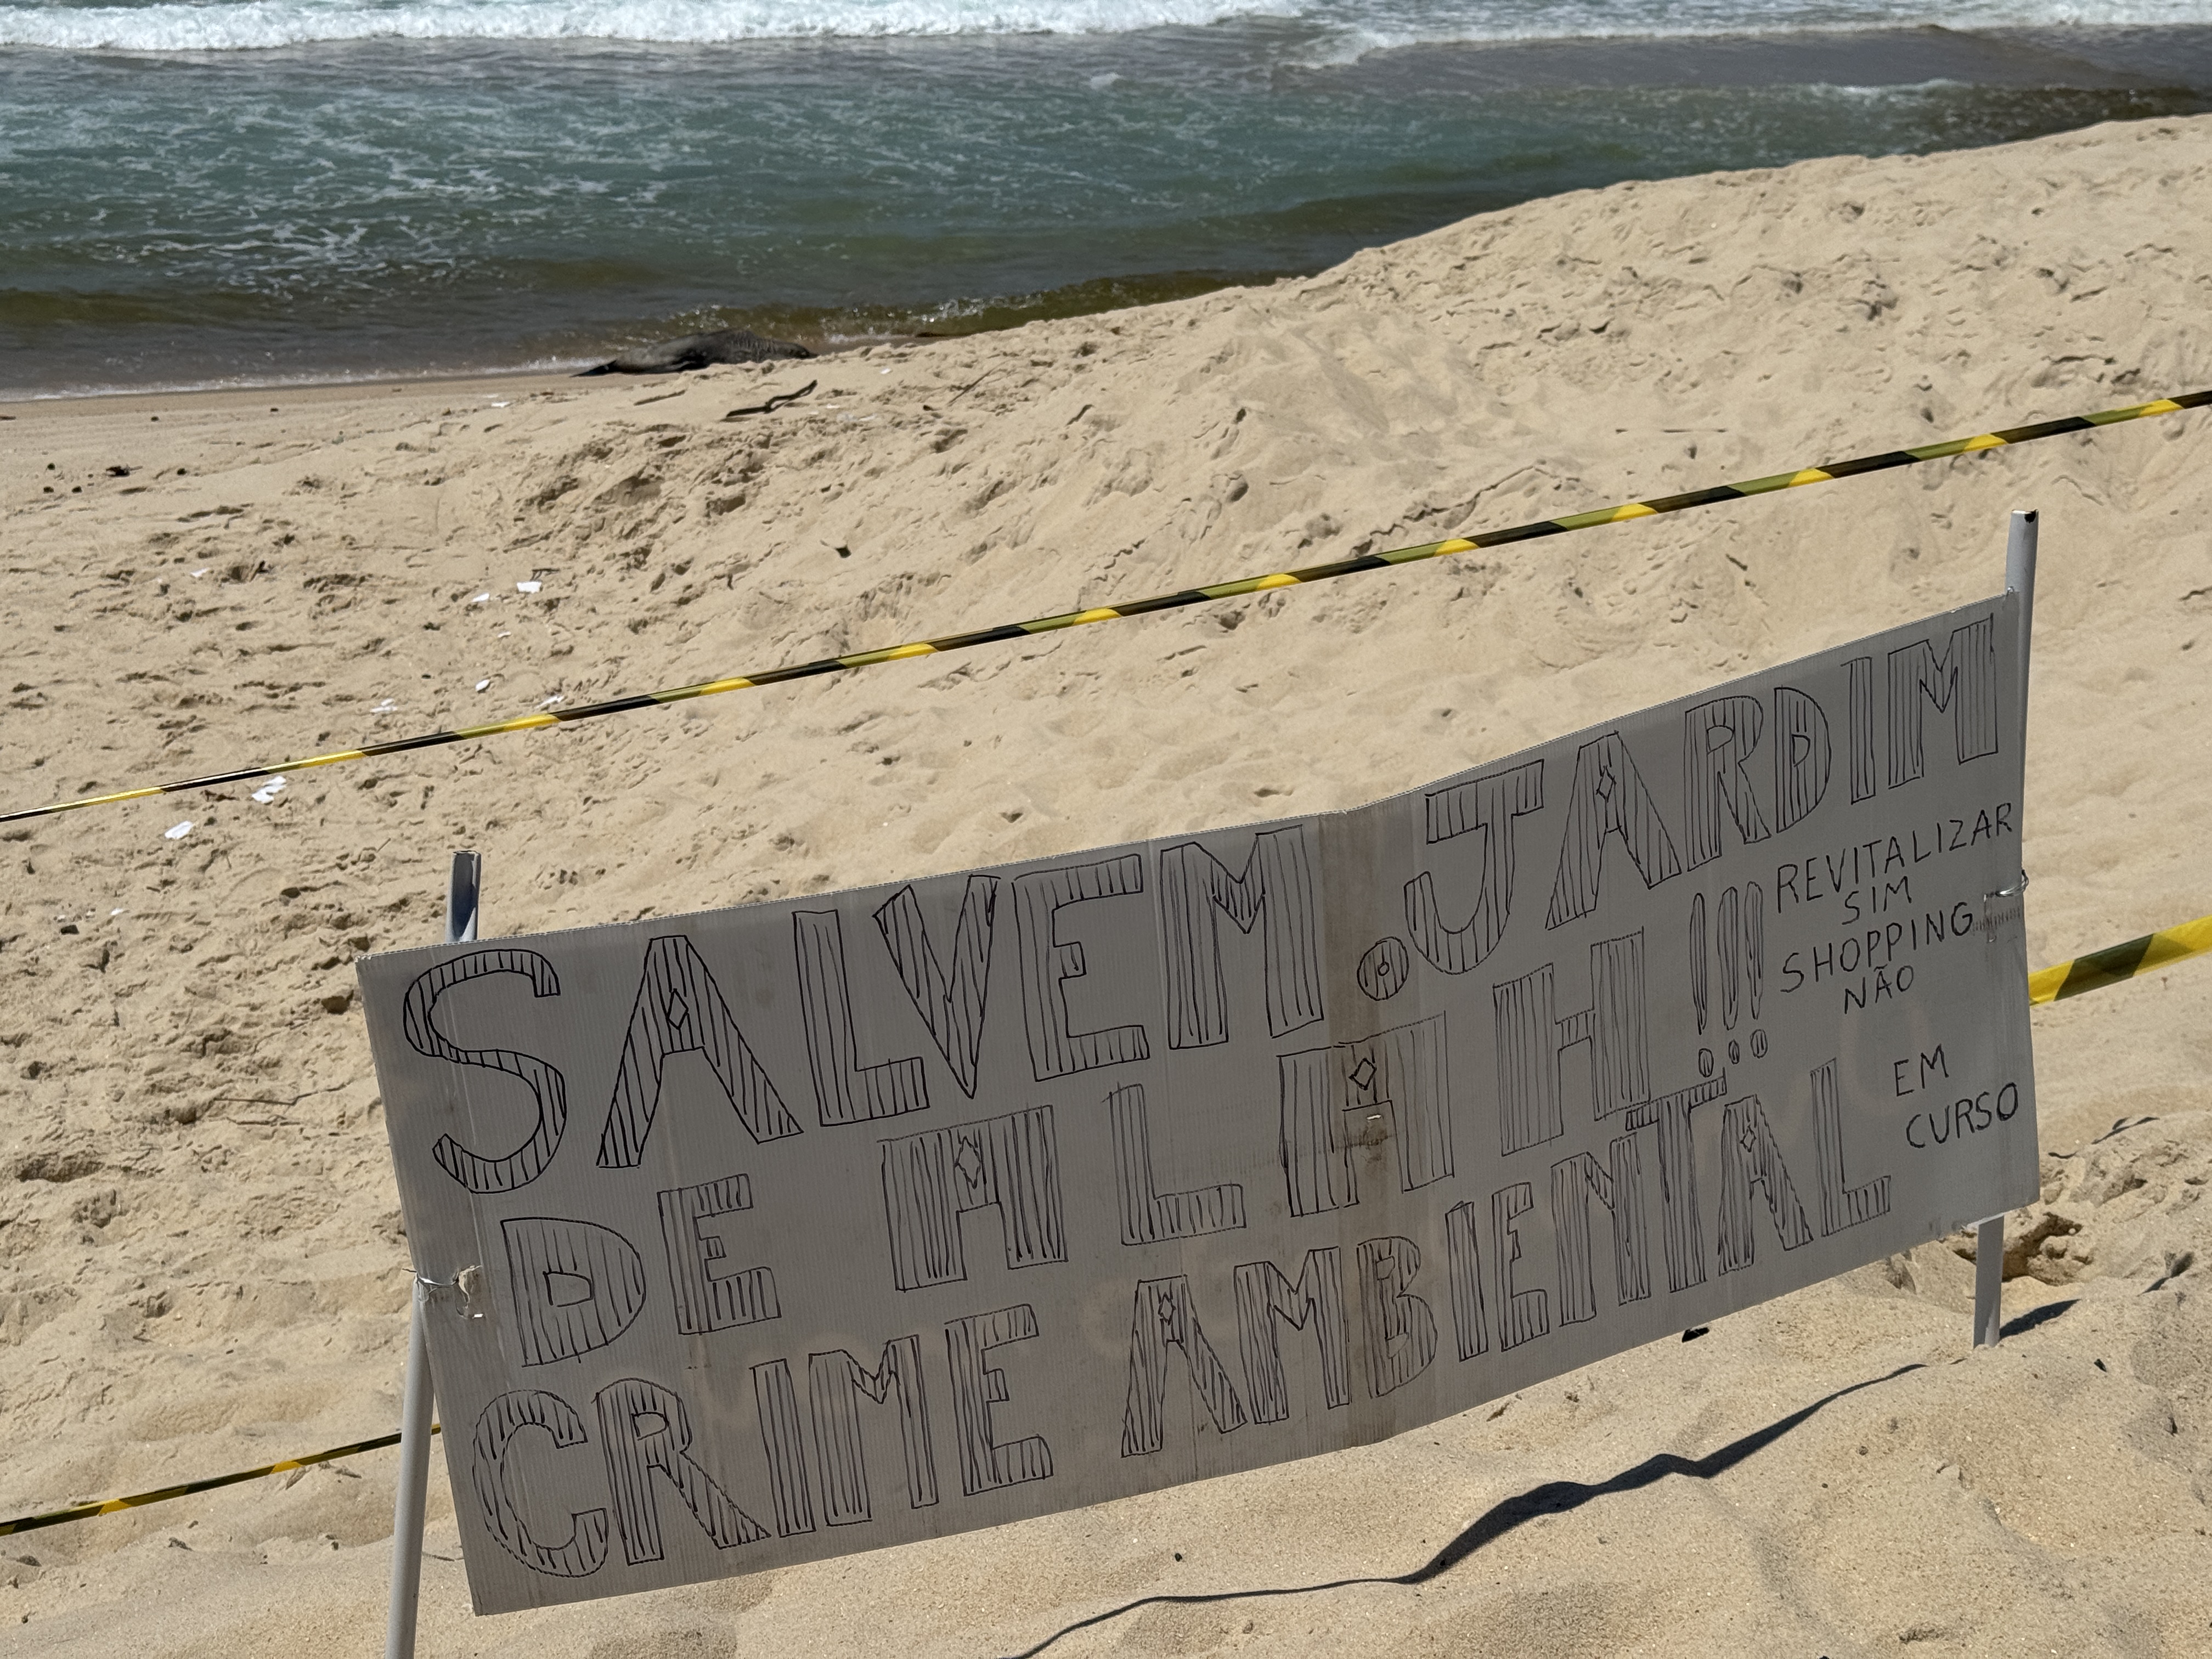 SALVEM . JARDIM
DE ALAH !!!
CRIME AMBIENTAL
REVITALIZAR
SIM
SHOPPING
NÃO
EM
CURSO